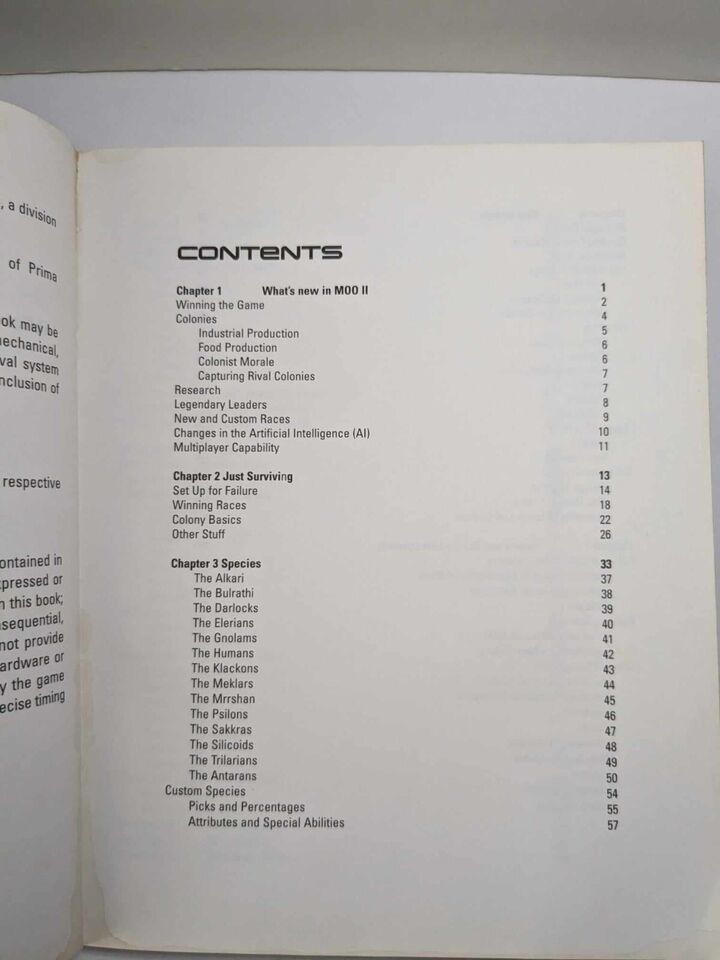 , a division
of Prima
ok may be
mechanical,
val system
nclusion of
respective
ontained in
xpressed or
n this book;
nsequential,
not provide
ardware or
y the game
ecise timing
CONTENTS
Chapter 1 What's new in MOO II 1
Winning the Game 2
Colonies 4
Industrial Production 5
Food Production 6
Colonist Morale 6
Capturing Rival Colonies 7
Research 7
Legendary Leaders 8
New and Custom Races 9
Changes in the Artificial Intelligence (AI) 10
Multiplayer Capability 11
Chapter 2 Just Surviving 13
Set Up for Failure 14
Winning Races 18
Colony Basics 22
Other Stuff 26
Chapter 3 Species 33
The Alkari 37
The Bulrathi 38
The Darlocks 39
The Elerians 40
The Gnolams 41
The Humans 42
The Klackons 43
The Meklars 44
The Mrrshan 45
The Psilons 46
The Sakkras 47
The Silicoids 48
The Trilarians 49
The Antarans 50
Custom Species 54
Picks and Percentages 55
Attributes and Special Abilities 57